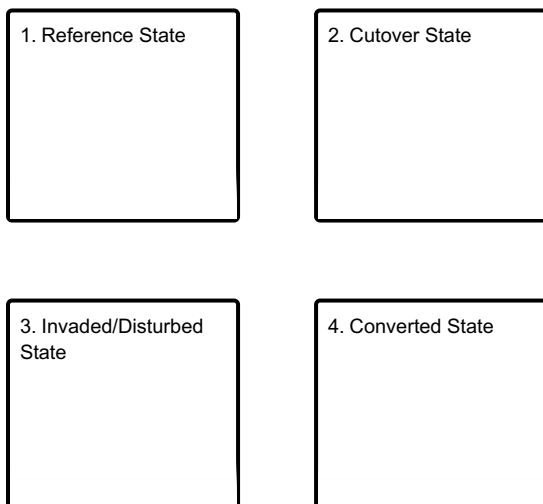 1. Reference State
2. Cutover State
3. Invaded/Disturbed
State
4. Converted State